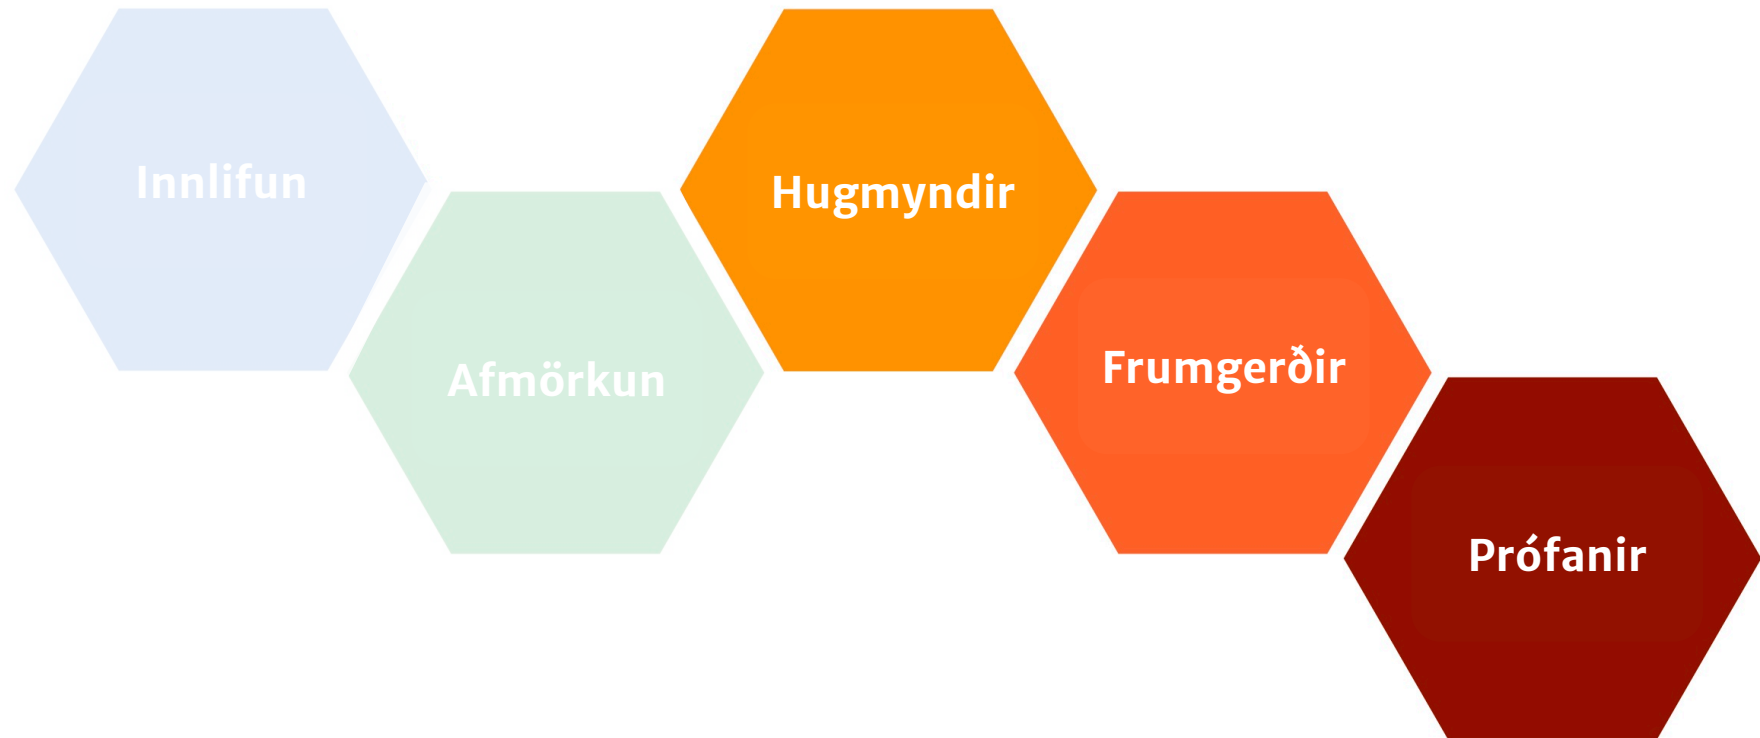 Innlifun
Afmörkun
Hugmyndir
Frumgerðir
Prófanir